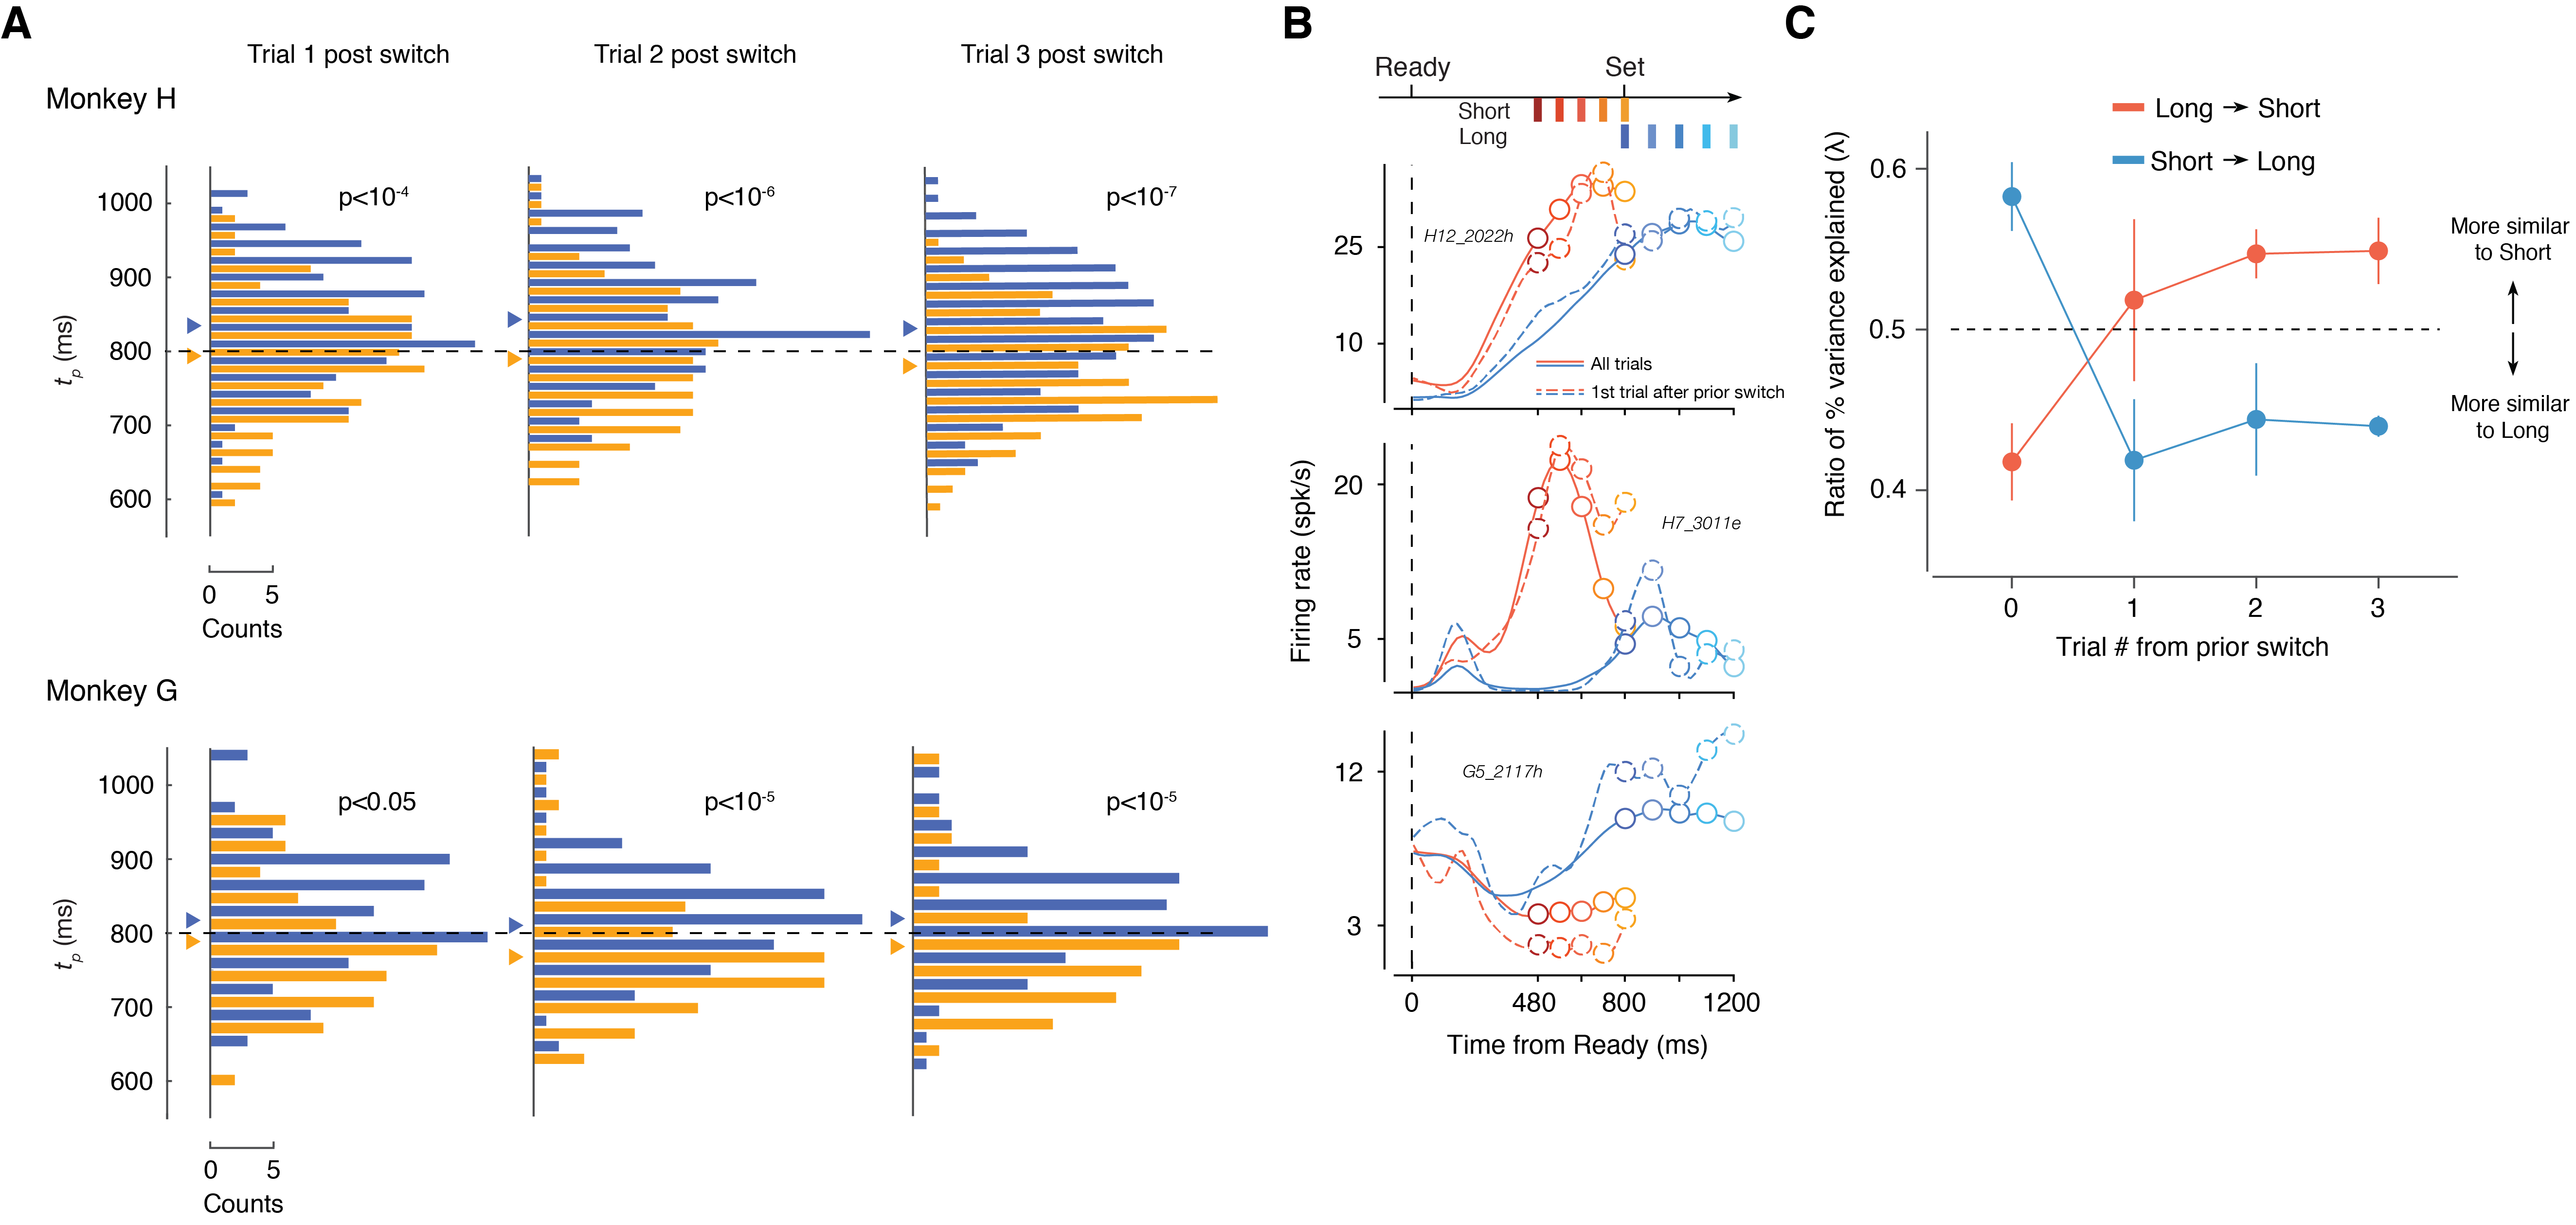 A
Trial 1 post switch
Trial 2 post switch
Trial 3 post switch
Monkey H
1000
900
800
700
600
t_p (ms)
p<10^-4
p<10^-6
p<10^-7
0 5
Counts
Monkey G
1000
900
800
700
600
t_p (ms)
p<0.05
p<10^-5
p<10^-5
0 5
Counts
B
Ready
Set
Short
Long
H12_2022h
25
10
All trials
1st trial after prior switch
Firing rate (spk/s)
20
5
H7_3011e
12
3
G5_2117h
0 480 800 1200
Time from Ready (ms)
C
Long → Short
Short → Long
Ratio of % variance explained (λ)
0.6
0.5
0.4
More similar
to Short
More similar
to Long
0 1 2 3
Trial # from prior switch